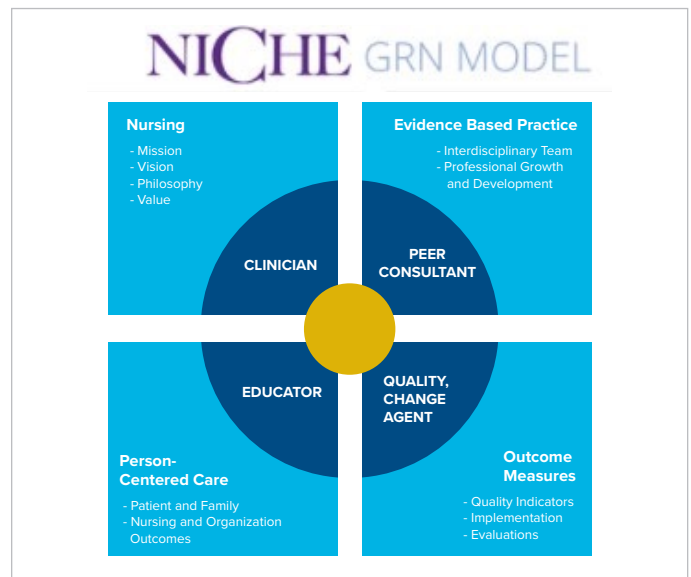 NICHE GRN MODEL
Nursing
- Mission
- Vision
- Philosophy
- Value
Evidence Based Practice
- Interdisciplinary Team
- Professional Growth
and Development
CLINICIAN
PEER
CONSULTANT
EDUCATOR
QUALITY,
CHANGE
AGENT
Person-
Centered Care
- Patient and Family
- Nursing and Organization
Outcomes
Outcome
Measures
- Quality Indicators
- Implementation
- Evaluations